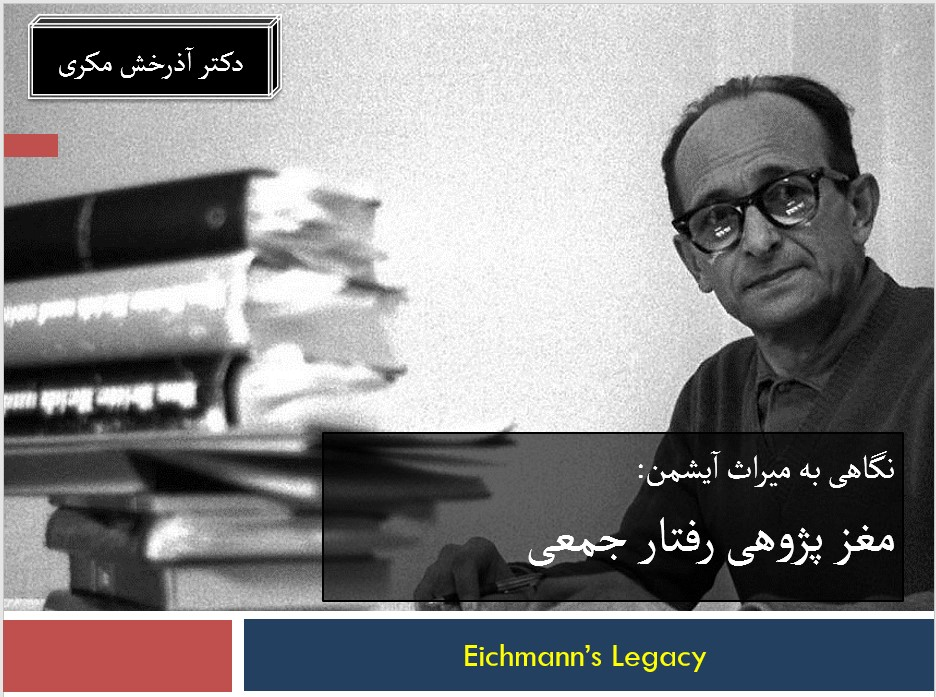 دکتر آذرخش مکری
نگاهی به میراث آیشمن:
مغز پژوهی رفتار جمعی
Eichmann's Legacy